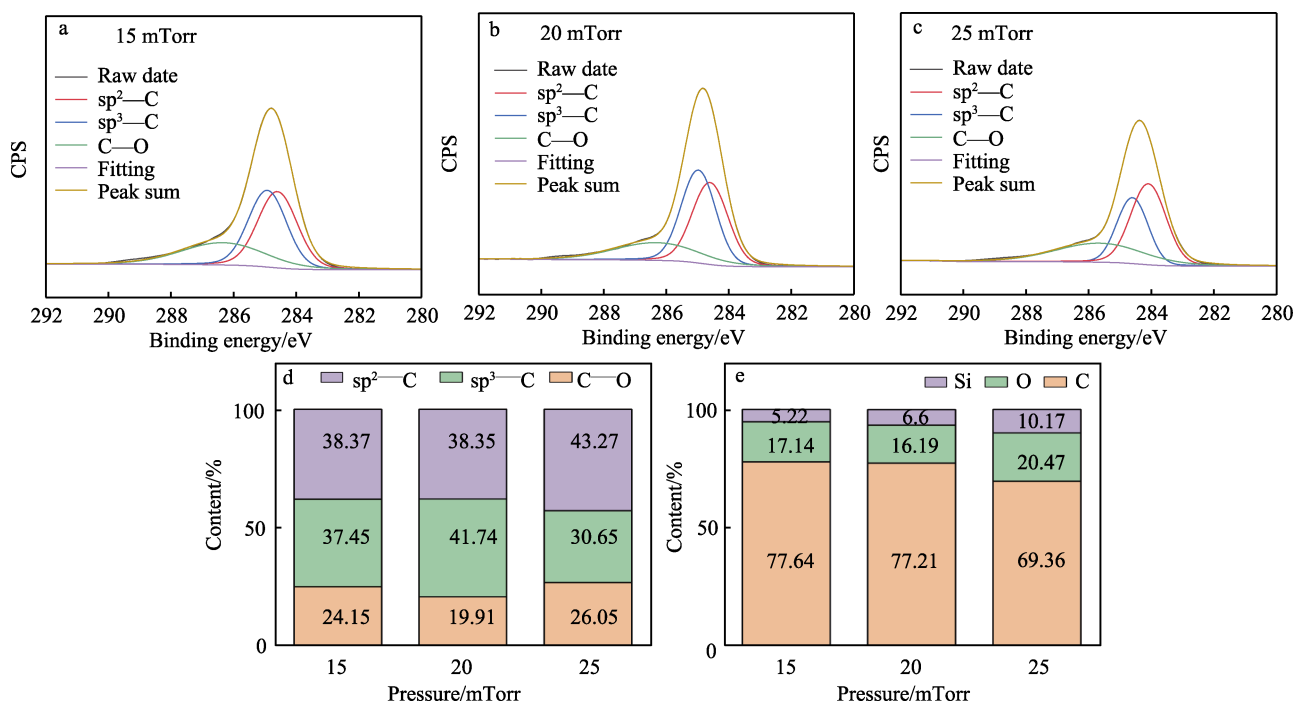 a 15 mTorr
Raw date
sp²—C
sp³—C
C—O
Fitting
Peak sum
CPS
292 290 288 286 284 282 280
Binding energy/eV
b 20 mTorr
Raw date
sp²—C
sp³—C
C—O
Fitting
Peak sum
CPS
292 290 288 286 284 282 280
Binding energy/eV
c 25 mTorr
Raw date
sp²—C
sp³—C
C—O
Fitting
Peak sum
CPS
292 290 288 286 284 282 280
Binding energy/eV
d sp²—C sp³—C C—O
100
50
0
Content/%
38.37 38.35 43.27
37.45 41.74 30.65
24.15 19.91 26.05
15 20 25
Pressure/mTorr
e Si O C
100
50
0
Content/%
5.22 6.6 10.17
17.14 16.19 20.47
77.64 77.21 69.36
15 20 25
Pressure/mTorr